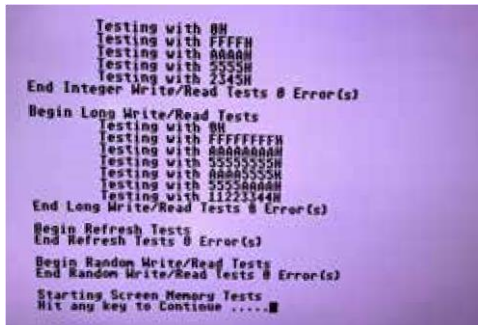 Testing with 0H
Testing with FFFFH
Testing with AAAAH
Testing with 5555H
Testing with 2345H
End Integer Write/Read Tests 0 Error(s)
Begin Long Write/Read Tests
Testing with 0H
Testing with FFFFFFFFH
Testing with AAAAAAAAH
Testing with 55555555H
Testing with AAAA5555H
Testing with 5555AAAAH
Testing with 11223344H
End Long Write/Read Tests 0 Error(s)
Begin Refresh Tests
End Refresh Tests 0 Error(s)
Begin Random Write/Read Tests
End Random Write/Read Tests 0 Error(s)
Starting Screen Memory Tests
Hit any key to Continue .....